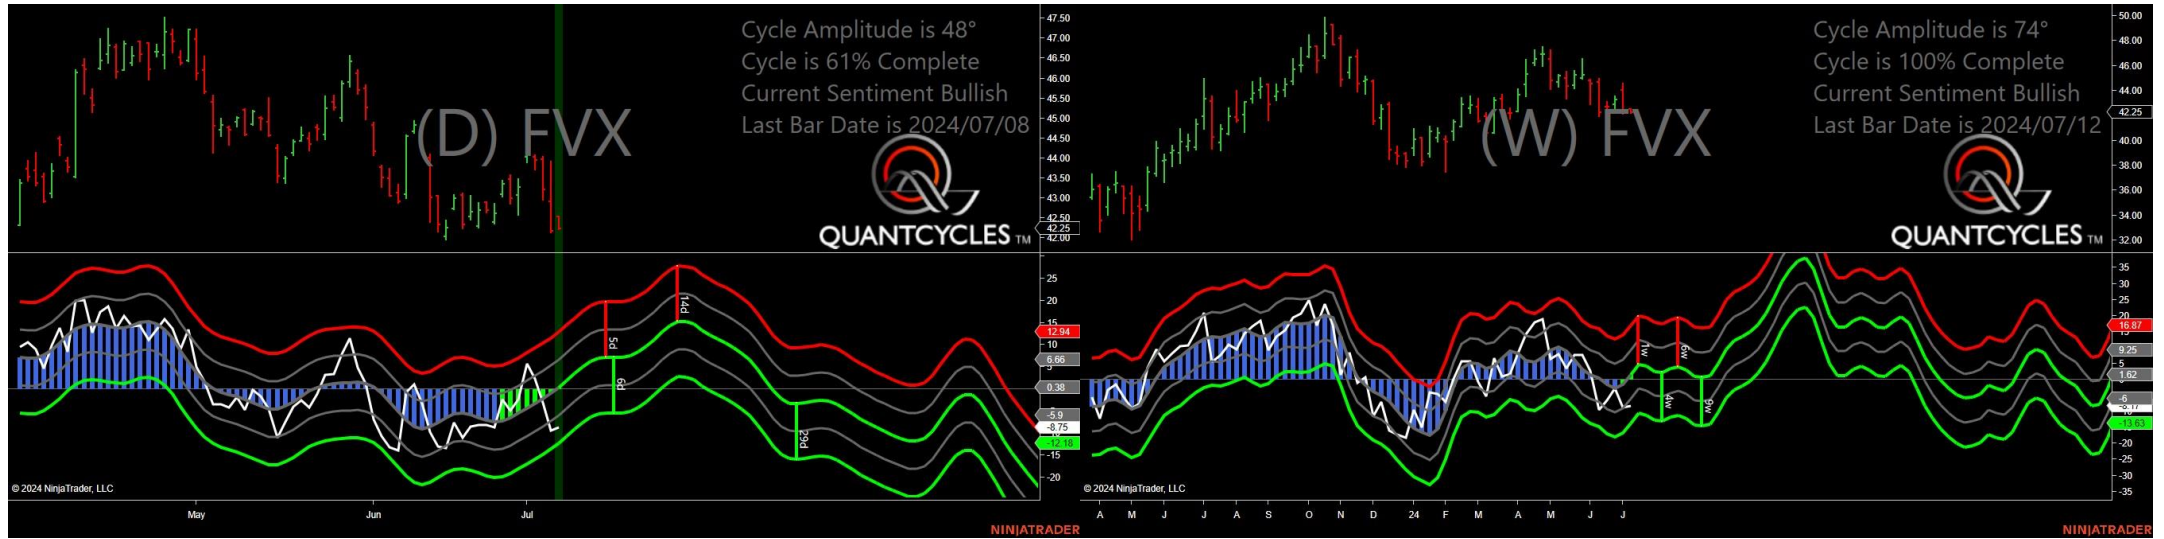 Cycle Amplitude is 48°
Cycle is 61% Complete
Current Sentiment Bullish
Last Bar Date is 2024/07/08
(D) FVX
QUANTCYCLES TM
47.50
47.00
46.50
46.00
45.50
45.00
44.50
44.00
43.50
43.00
42.50
42.25
42.00
25
20
15
12.94
10
6.66
5
0.38
-5.9
-8.75
-12.18
-15
-20
5d
6d
14d
29d
© 2024 NinjaTrader, LLC
May Jun Jul
NINJATRADER
Cycle Amplitude is 74°
Cycle is 100% Complete
Current Sentiment Bullish
Last Bar Date is 2024/07/12
(W) FVX
QUANTCYCLES TM
50.00
48.00
46.00
44.00
42.25
40.00
38.00
36.00
34.00
32.00
35
30
25
20
16.87
9.25
5
1.62
-6
-13.63
-20
-25
-30
-35
1w
6w
4w
9w
© 2024 NinjaTrader, LLC
A M J J A S O N D 24 F M A M J J
NINJATRADER